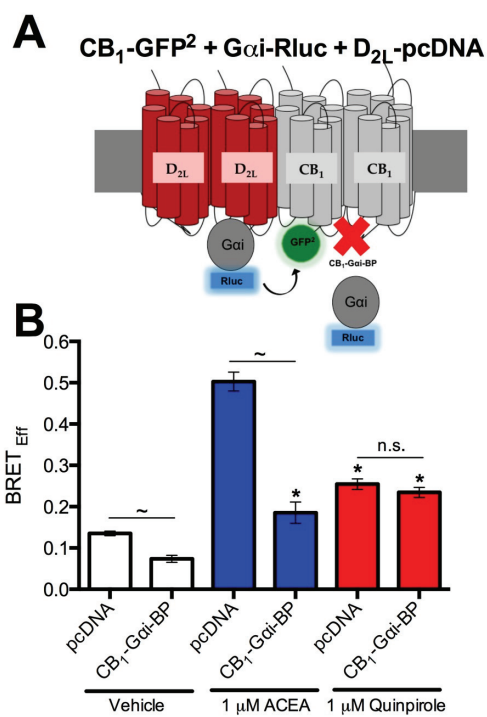 A
CB₁-GFP² + Gαi-Rluc + D₂L-pcDNA
D₂L D₂L CB₁ CB₁
Gαi GFP² CB₁-Gαi-BP
Rluc
Gαi
Rluc
B
BRET Eff
0.6
0.5
0.4
0.3
0.2
0.1
0.0
~ ~ n.s.
* * *
pcDNA CB₁-Gαi-BP pcDNA CB₁-Gαi-BP pcDNA CB₁-Gαi-BP
Vehicle 1 μM ACEA 1 μM Quinpirole